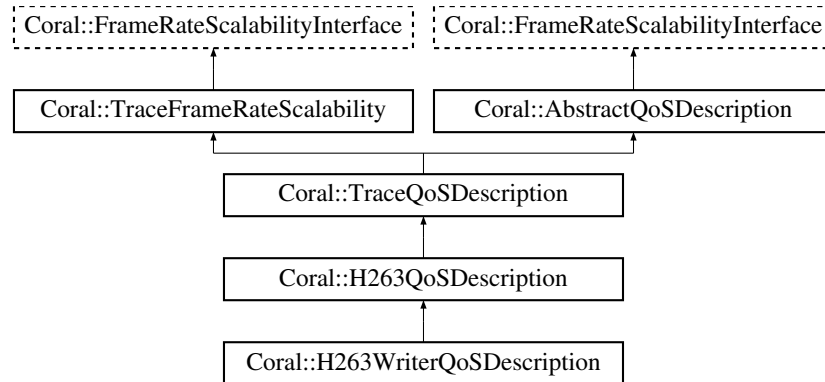 Coral::FrameRateScalabilityInterface
Coral::FrameRateScalabilityInterface
Coral::TraceFrameRateScalability
Coral::AbstractQoSDescription
Coral::TraceQoSDescription
Coral::H263QoSDescription
Coral::H263WriterQoSDescription